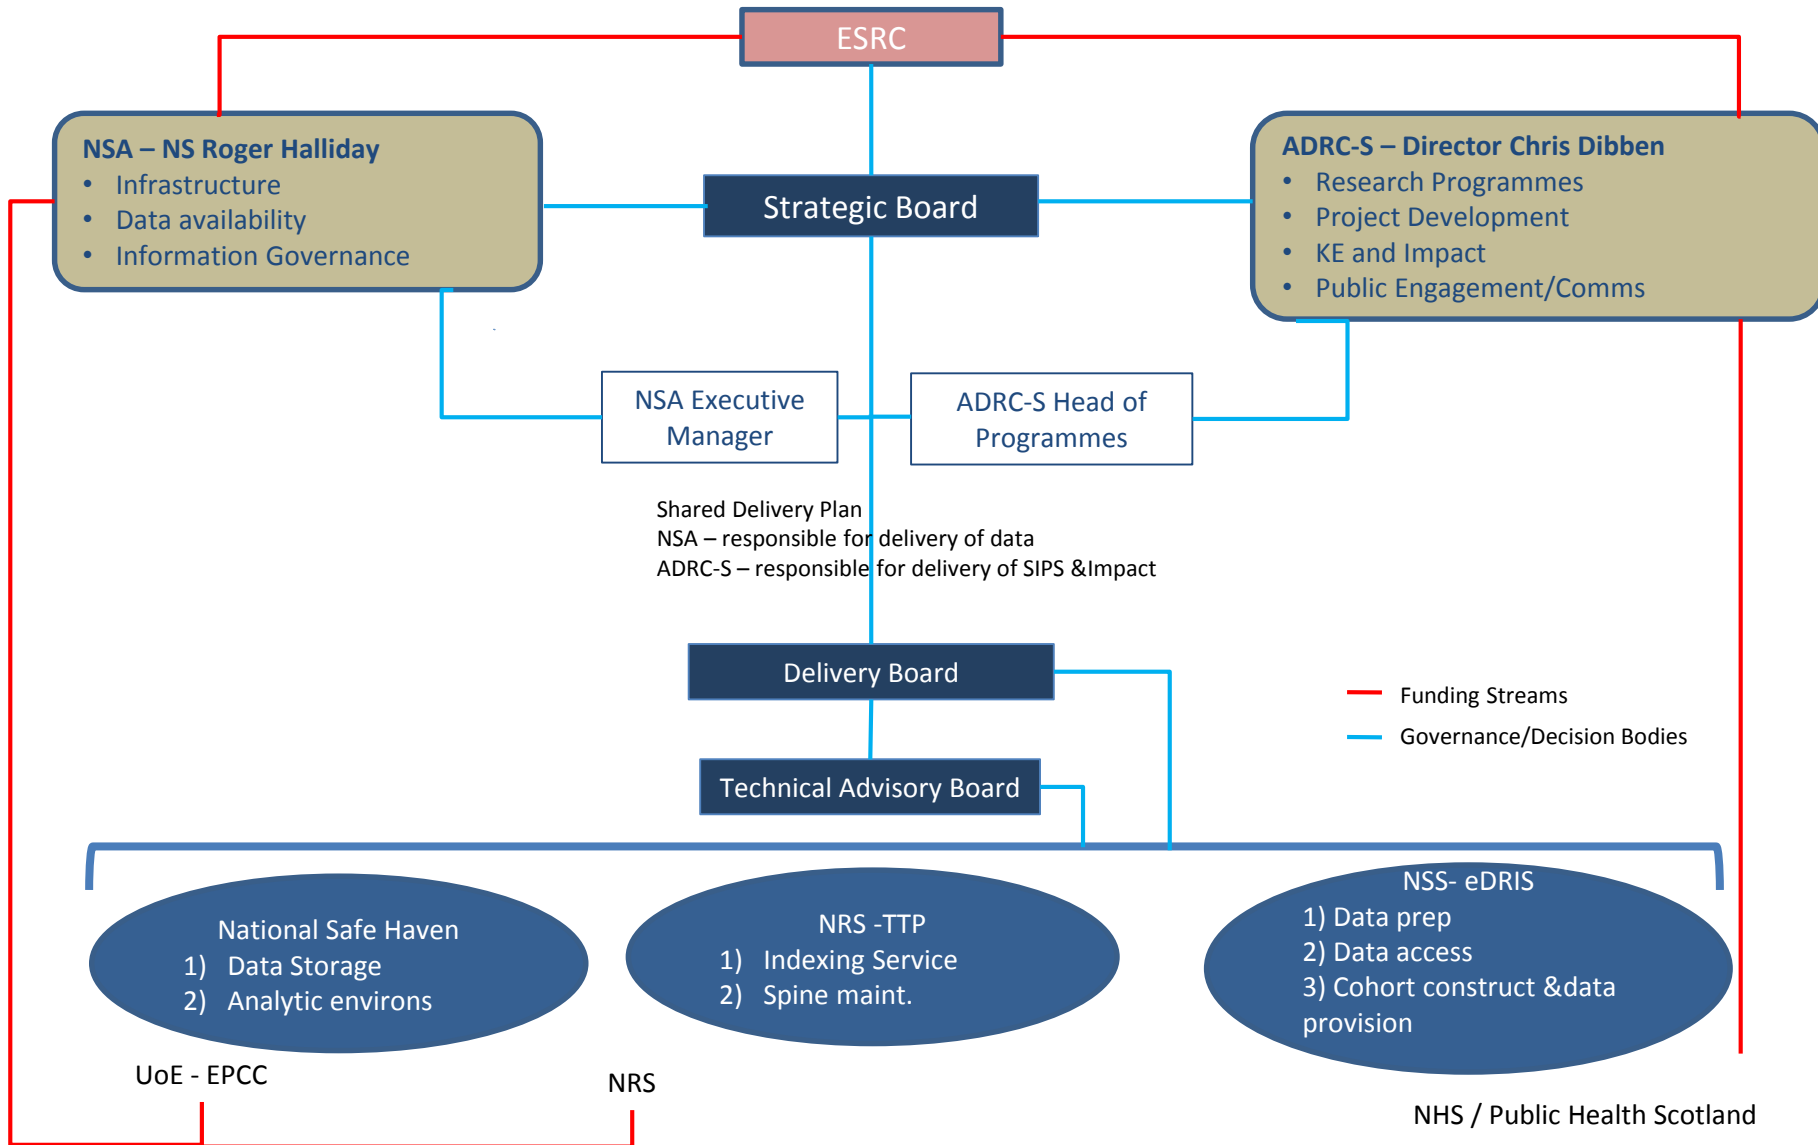 ESRC
NSA – NS Roger Halliday
• Infrastructure
• Data availability
• Information Governance
Strategic Board
ADRC-S – Director Chris Dibben
• Research Programmes
• Project Development
• KE and Impact
• Public Engagement/Comms
NSA Executive
Manager
ADRC-S Head of
Programmes
Shared Delivery Plan
NSA – responsible for delivery of data
ADRC-S – responsible for delivery of SIPS &Impact
Delivery Board
Funding Streams
Governance/Decision Bodies
Technical Advisory Board
National Safe Haven
1) Data Storage
2) Analytic environs
NRS -TTP
1) Indexing Service
2) Spine maint.
NSS- eDRIS
1) Data prep
2) Data access
3) Cohort construct &data
provision
UoE - EPCC
NRS
NHS / Public Health Scotland